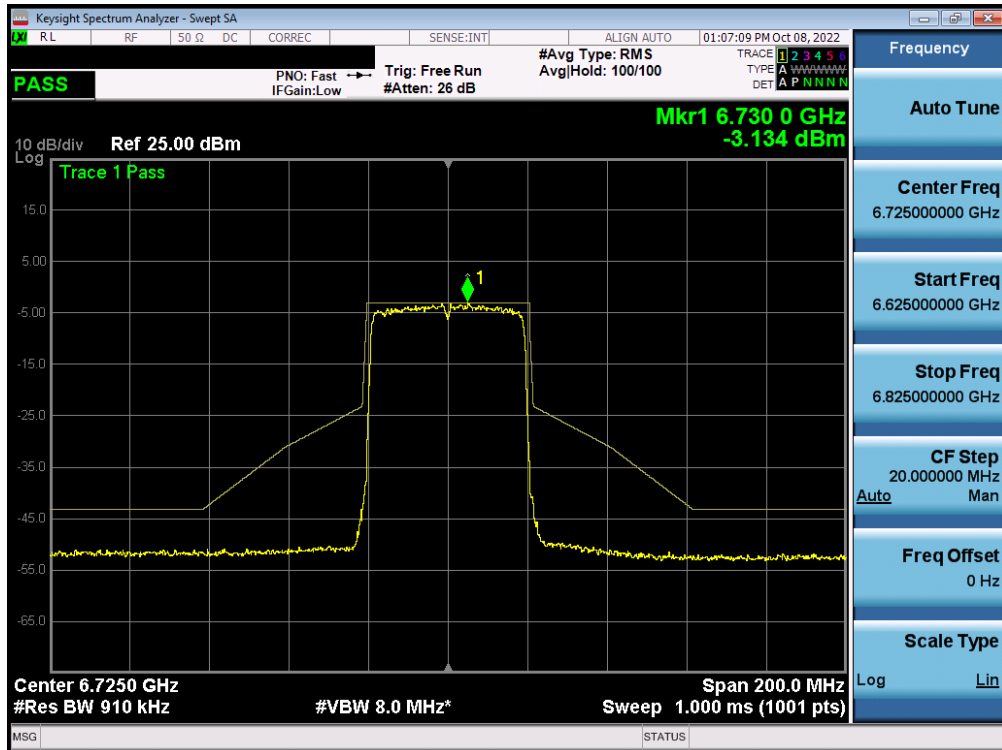 Keysight Spectrum Analyzer - Swept SA
LXI RL RF 50 Ω DC CORREC SENSE:INT ALIGN AUTO 01:07:09 PM Oct 08, 2022
PASS
PNO: Fast
IFGain:Low
Trig: Free Run
#Atten: 26 dB
#Avg Type: RMS
Avg|Hold: 100/100
TRACE 1 2 3 4 5 6
TYPE A WWWWW
DET A P N N N N
Mkr1 6.730 0 GHz
-3.134 dBm
10 dB/div Ref 25.00 dBm
Log
Trace 1 Pass
1
15.0
5.00
-5.00
-15.0
-25.0
-35.0
-45.0
-55.0
-65.0
Center 6.7250 GHz Span 200.0 MHz
#Res BW 910 kHz #VBW 8.0 MHz* Sweep 1.000 ms (1001 pts)
MSG STATUS
Frequency
Auto Tune
Center Freq
6.725000000 GHz
Start Freq
6.625000000 GHz
Stop Freq
6.825000000 GHz
CF Step
20.000000 MHz
Auto Man
Freq Offset
0 Hz
Scale Type
Log Lin